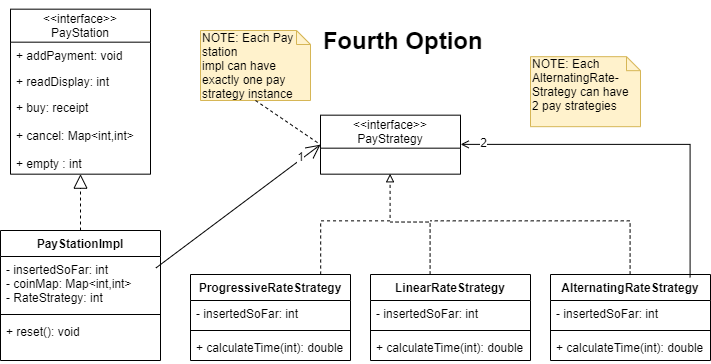 <<interface>>
PayStation
+ addPayment: void
+ readDisplay: int
+ buy: receipt
+ cancel: Map<int,int>
+ empty : int
NOTE: Each Pay
station
impl can have
exactly one pay
strategy instance
Fourth Option
NOTE: Each
AlternatingRate-
Strategy can have
2 pay strategies
<<interface>>
PayStrategy
1
2
PayStationImpl
- insertedSoFar: int
- coinMap: Map<int,int>
- RateStrategy: int
+ reset(): void
ProgressiveRateStrategy
- insertedSoFar: int
+ calculateTime(int): double
LinearRateStrategy
- insertedSoFar: int
+ calculateTime(int): double
AlternatingRateStrategy
- insertedSoFar: int
+ calculateTime(int): double